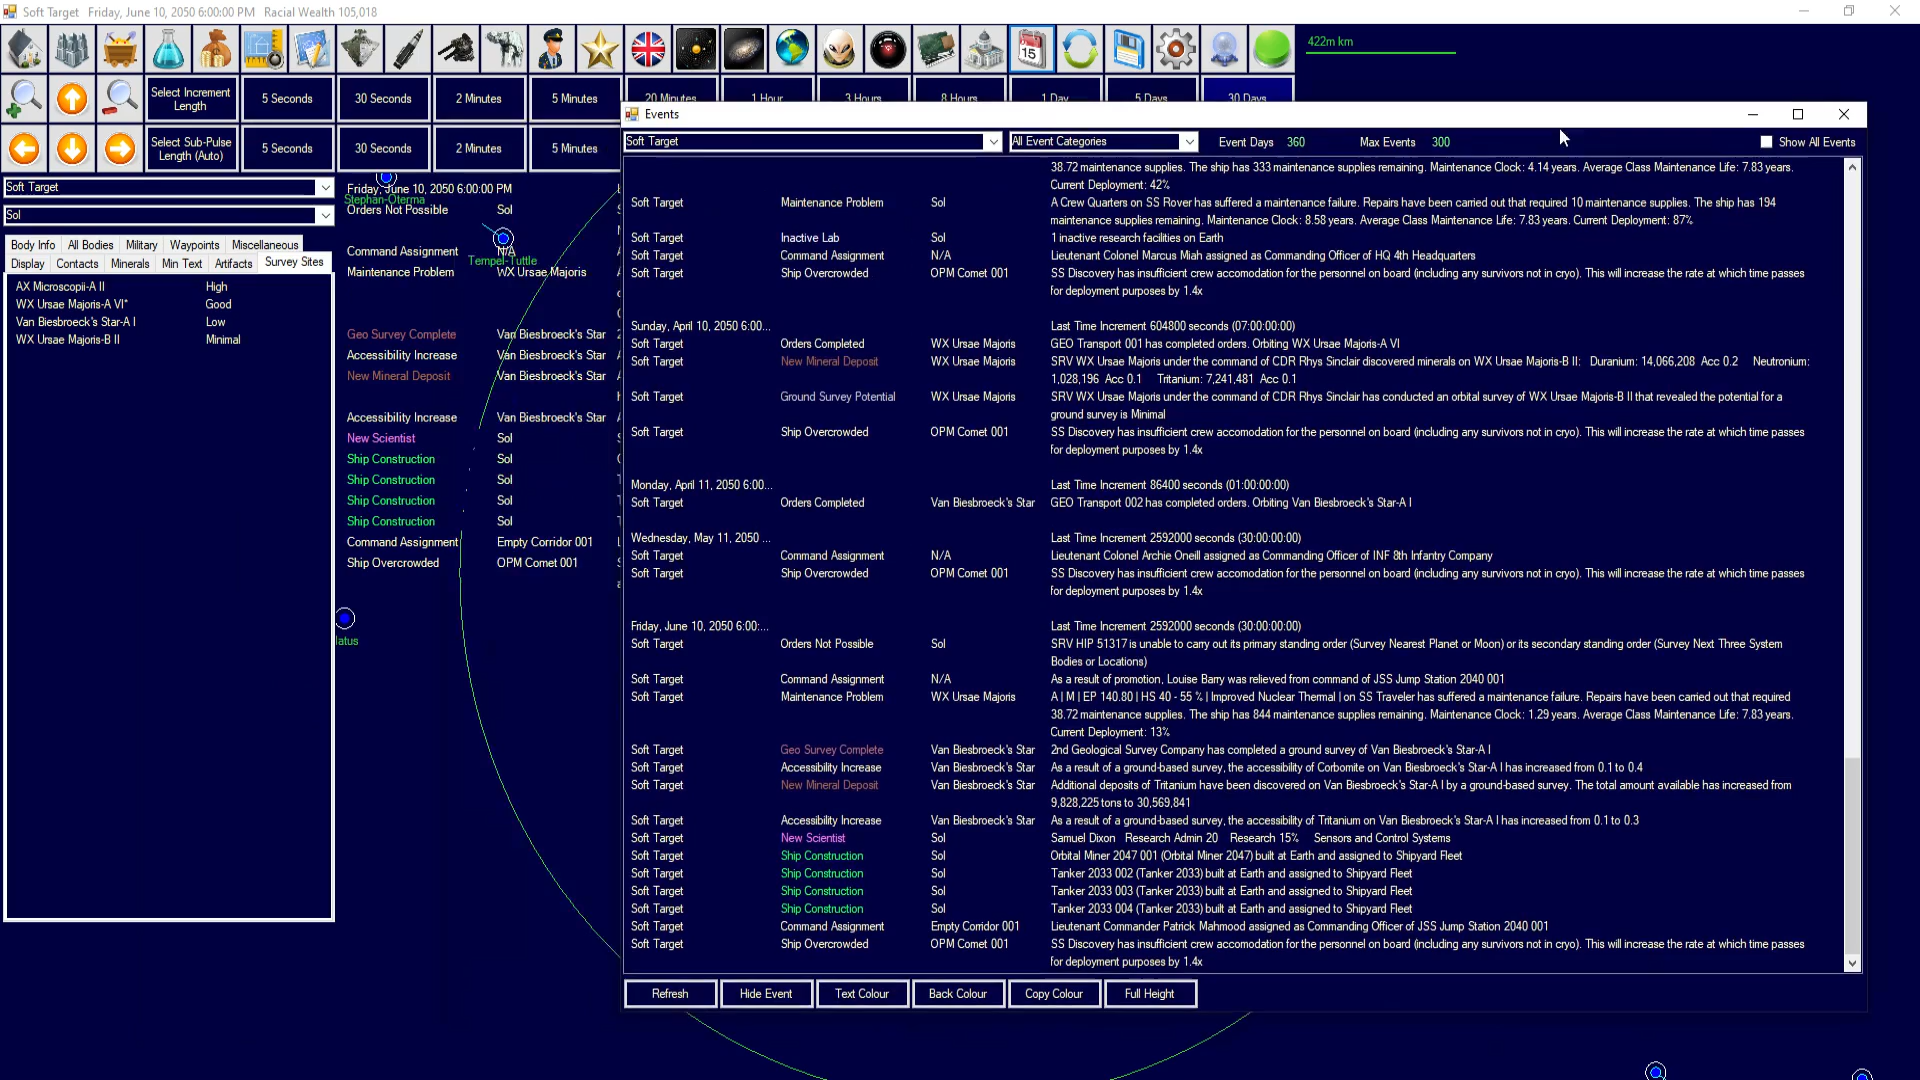 Soft Target   Friday, June 10, 2050 6:00:00 PM   Racial Wealth 105,018
15
422m km
Select Increment Length
5 Seconds
30 Seconds
2 Minutes
5 Minutes
20 Minutes
1 Hour
3 Hours
8 Hours
1 Day
5 Days
30 Days
Select Sub-Pulse Length (Auto)
5 Seconds
30 Seconds
2 Minutes
5 Minutes
Soft Target
Sol
Body Info   All Bodies   Military   Waypoints   Miscellaneous
Display   Contacts   Minerals   Min Text   Artifacts   Survey Sites
AX Microscopii-A II   High
WX Ursae Majoris-A VI*   Good
Van Biesbroeck's Star-A I   Low
WX Ursae Majoris-B II   Minimal
Friday, June 10, 2050 6:00:00 PM
Stephan-Oterma
Orders Not Possible   Sol
Command Assignment   N/A
Tempel-Tuttle
Maintenance Problem   WX Ursae Majoris
Geo Survey Complete   Van Biesbroeck's Star
Accessibility Increase   Van Biesbroeck's Star
New Mineral Deposit   Van Biesbroeck's Star
Accessibility Increase   Van Biesbroeck's Star
New Scientist   Sol
Ship Construction   Sol
Ship Construction   Sol
Ship Construction   Sol
Ship Construction   Sol
Command Assignment   Empty Corridor 001
Ship Overcrowded   OPM Comet 001
Events
Soft Target   All Event Categories   Event Days   360   Max Events   300   Show All Events
38.72 maintenance supplies. The ship has 333 maintenance supplies remaining. Maintenance Clock: 4.14 years. Average Class Maintenance Life: 7.83 years.
Current Deployment: 42%
Soft Target   Maintenance Problem   Sol   A Crew Quarters on SS Rover has suffered a maintenance failure. Repairs have been carried out that required 10 maintenance supplies. The ship has 194
maintenance supplies remaining. Maintenance Clock: 8.58 years. Average Class Maintenance Life: 7.83 years. Current Deployment: 87%
Soft Target   Inactive Lab   Sol   1 inactive research facilities on Earth
Soft Target   Command Assignment   N/A   Lieutenant Colonel Marcus Miah assigned as Commanding Officer of HQ 4th Headquarters
Soft Target   Ship Overcrowded   OPM Comet 001   SS Discovery has insufficient crew accomodation for the personnel on board (including any survivors not in cryo). This will increase the rate at which time passes
for deployment purposes by 1.4x
Sunday, April 10, 2050 6:00...   Last Time Increment 604800 seconds (07:00:00:00)
Soft Target   Orders Completed   WX Ursae Majoris   GEO Transport 001 has completed orders. Orbiting WX Ursae Majoris-A VI
Soft Target   New Mineral Deposit   WX Ursae Majoris   SRV WX Ursae Majoris under the command of CDR Rhys Sinclair discovered minerals on WX Ursae Majoris-B II:   Duranium: 14,066,208  Acc 0.2   Neutronium:
1,028,196  Acc 0.1   Tritanium: 7,241,481  Acc 0.1
Soft Target   Ground Survey Potential   WX Ursae Majoris   SRV WX Ursae Majoris under the command of CDR Rhys Sinclair has conducted an orbital survey of WX Ursae Majoris-B II that revealed the potential for a
ground survey is Minimal
Soft Target   Ship Overcrowded   OPM Comet 001   SS Discovery has insufficient crew accomodation for the personnel on board (including any survivors not in cryo). This will increase the rate at which time passes
for deployment purposes by 1.4x
Monday, April 11, 2050 6:00...   Last Time Increment 86400 seconds (01:00:00:00)
Soft Target   Orders Completed   Van Biesbroeck's Star   GEO Transport 002 has completed orders. Orbiting Van Biesbroeck's Star-A I
Wednesday, May 11, 2050 ...   Last Time Increment 2592000 seconds (30:00:00:00)
Soft Target   Command Assignment   N/A   Lieutenant Colonel Archie Oneill assigned as Commanding Officer of INF 8th Infantry Company
Soft Target   Ship Overcrowded   OPM Comet 001   SS Discovery has insufficient crew accomodation for the personnel on board (including any survivors not in cryo). This will increase the rate at which time passes
for deployment purposes by 1.4x
Friday, June 10, 2050 6:00:...   Last Time Increment 2592000 seconds (30:00:00:00)
Soft Target   Orders Not Possible   Sol   SRV HIP 51317 is unable to carry out its primary standing order (Survey Nearest Planet or Moon) or its secondary standing order (Survey Next Three System
Bodies or Locations)
Soft Target   Command Assignment   N/A   As a result of promotion, Louise Barry was relieved from command of JSS Jump Station 2040 001
Soft Target   Maintenance Problem   WX Ursae Majoris   A | M | EP 140.80 | HS 40 - 55 % | Improved Nuclear Thermal | on SS Traveler has suffered a maintenance failure. Repairs have been carried out that required
38.72 maintenance supplies. The ship has 844 maintenance supplies remaining. Maintenance Clock: 1.29 years. Average Class Maintenance Life: 7.83 years.
Current Deployment: 13%
Soft Target   Geo Survey Complete   Van Biesbroeck's Star   2nd Geological Survey Company has completed a ground survey of Van Biesbroeck's Star-A I
Soft Target   Accessibility Increase   Van Biesbroeck's Star   As a result of a ground-based survey, the accessibility of Corbomite on Van Biesbroeck's Star-A I has increased from 0.1 to 0.4
Soft Target   New Mineral Deposit   Van Biesbroeck's Star   Additional deposits of Tritanium have been discovered on Van Biesbroeck's Star-A I by a ground-based survey. The total amount available has increased from
9,828,225 tons to 30,569,841
Soft Target   Accessibility Increase   Van Biesbroeck's Star   As a result of a ground-based survey, the accessibility of Tritanium on Van Biesbroeck's Star-A I has increased from 0.1 to 0.3
Soft Target   New Scientist   Sol   Samuel Dixon   Research Admin 20   Research 15%   Sensors and Control Systems
Soft Target   Ship Construction   Sol   Orbital Miner 2047 001 (Orbital Miner 2047) built at Earth and assigned to Shipyard Fleet
Soft Target   Ship Construction   Sol   Tanker 2033 002 (Tanker 2033) built at Earth and assigned to Shipyard Fleet
Soft Target   Ship Construction   Sol   Tanker 2033 003 (Tanker 2033) built at Earth and assigned to Shipyard Fleet
Soft Target   Ship Construction   Sol   Tanker 2033 004 (Tanker 2033) built at Earth and assigned to Shipyard Fleet
Soft Target   Command Assignment   Empty Corridor 001   Lieutenant Commander Patrick Mahmood assigned as Commanding Officer of JSS Jump Station 2040 001
Soft Target   Ship Overcrowded   OPM Comet 001   SS Discovery has insufficient crew accomodation for the personnel on board (including any survivors not in cryo). This will increase the rate at which time passes
for deployment purposes by 1.4x
Refresh   Hide Event   Text Colour   Back Colour   Copy Colour   Full Height